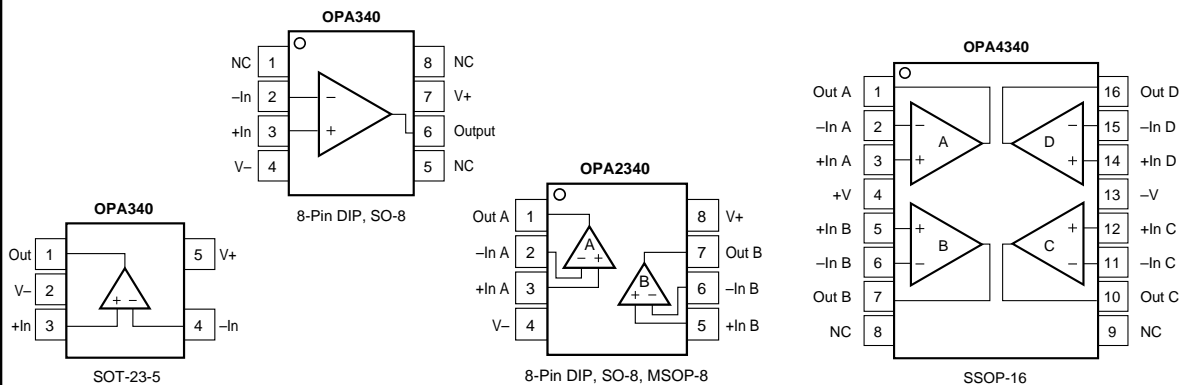 OPA340
NC 1 8 NC
–In 2 – 7 V+
+In 3 + 6 Output
V– 4 5 NC
8-Pin DIP, SO-8
OPA340
Out 1 5 V+
V– 2
+ –
+In 3 4 –In
SOT-23-5
OPA2340
Out A 1 8 V+
A
–In A 2 – + 7 Out B
B
+In A 3 + – 6 –In B
V– 4 5 +In B
8-Pin DIP, SO-8, MSOP-8
OPA4340
Out A 1 16 Out D
–In A 2 – – 15 –In D
A D
+In A 3 + + 14 +In D
+V 4 13 –V
+In B 5 + + 12 +In C
B C
–In B 6 – – 11 –In C
Out B 7 10 Out C
NC 8 9 NC
SSOP-16